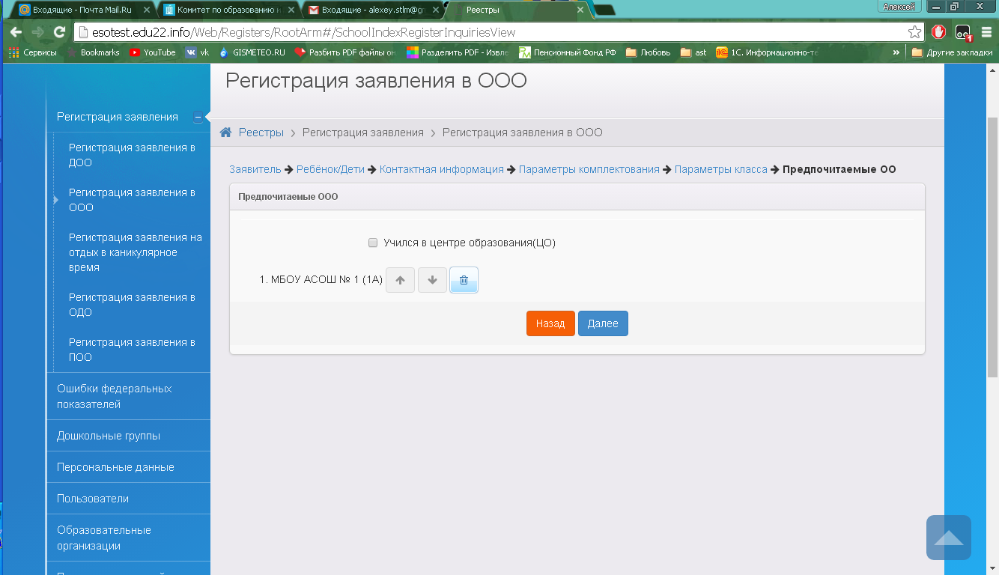 Входящие - Почта Mail.Ru
Комитет по образованию и
Входящие - alexey.stlm@gm
Реестры
Алексей
esotest.edu22.info/Web/Registers/RootArm#/SchoolIndexRegisterInquiriesView
1
Сервисы Bookmarks YouTube vk GISMETEO.RU Разбить PDF файлы он Разделить PDF - Извле Пенсионный Фонд РФ Любовь ast 1С. Информационно-те » Другие закладки
Регистрация заявления в ООО
Реестры > Регистрация заявления > Регистрация заявления в ООО
Регистрация заявления
Регистрация заявления в
ДОО
Регистрация заявления в
ООО
Регистрация заявления на
отдых в каникулярное
время
Регистрация заявления в
ОДО
Регистрация заявления в
ПОО
Ошибки федеральных
показателей
Дошкольные группы
Персональные данные
Пользователи
Образовательные
организации
Заявитель → Ребёнок/Дети → Контактная информация → Параметры комплектования → Параметры класса → Предпочитаемые ОО
Предпочитаемые ООО
Учился в центре образования(ЦО)
1. МБОУ АСОШ № 1 (1А)
Назад Далее